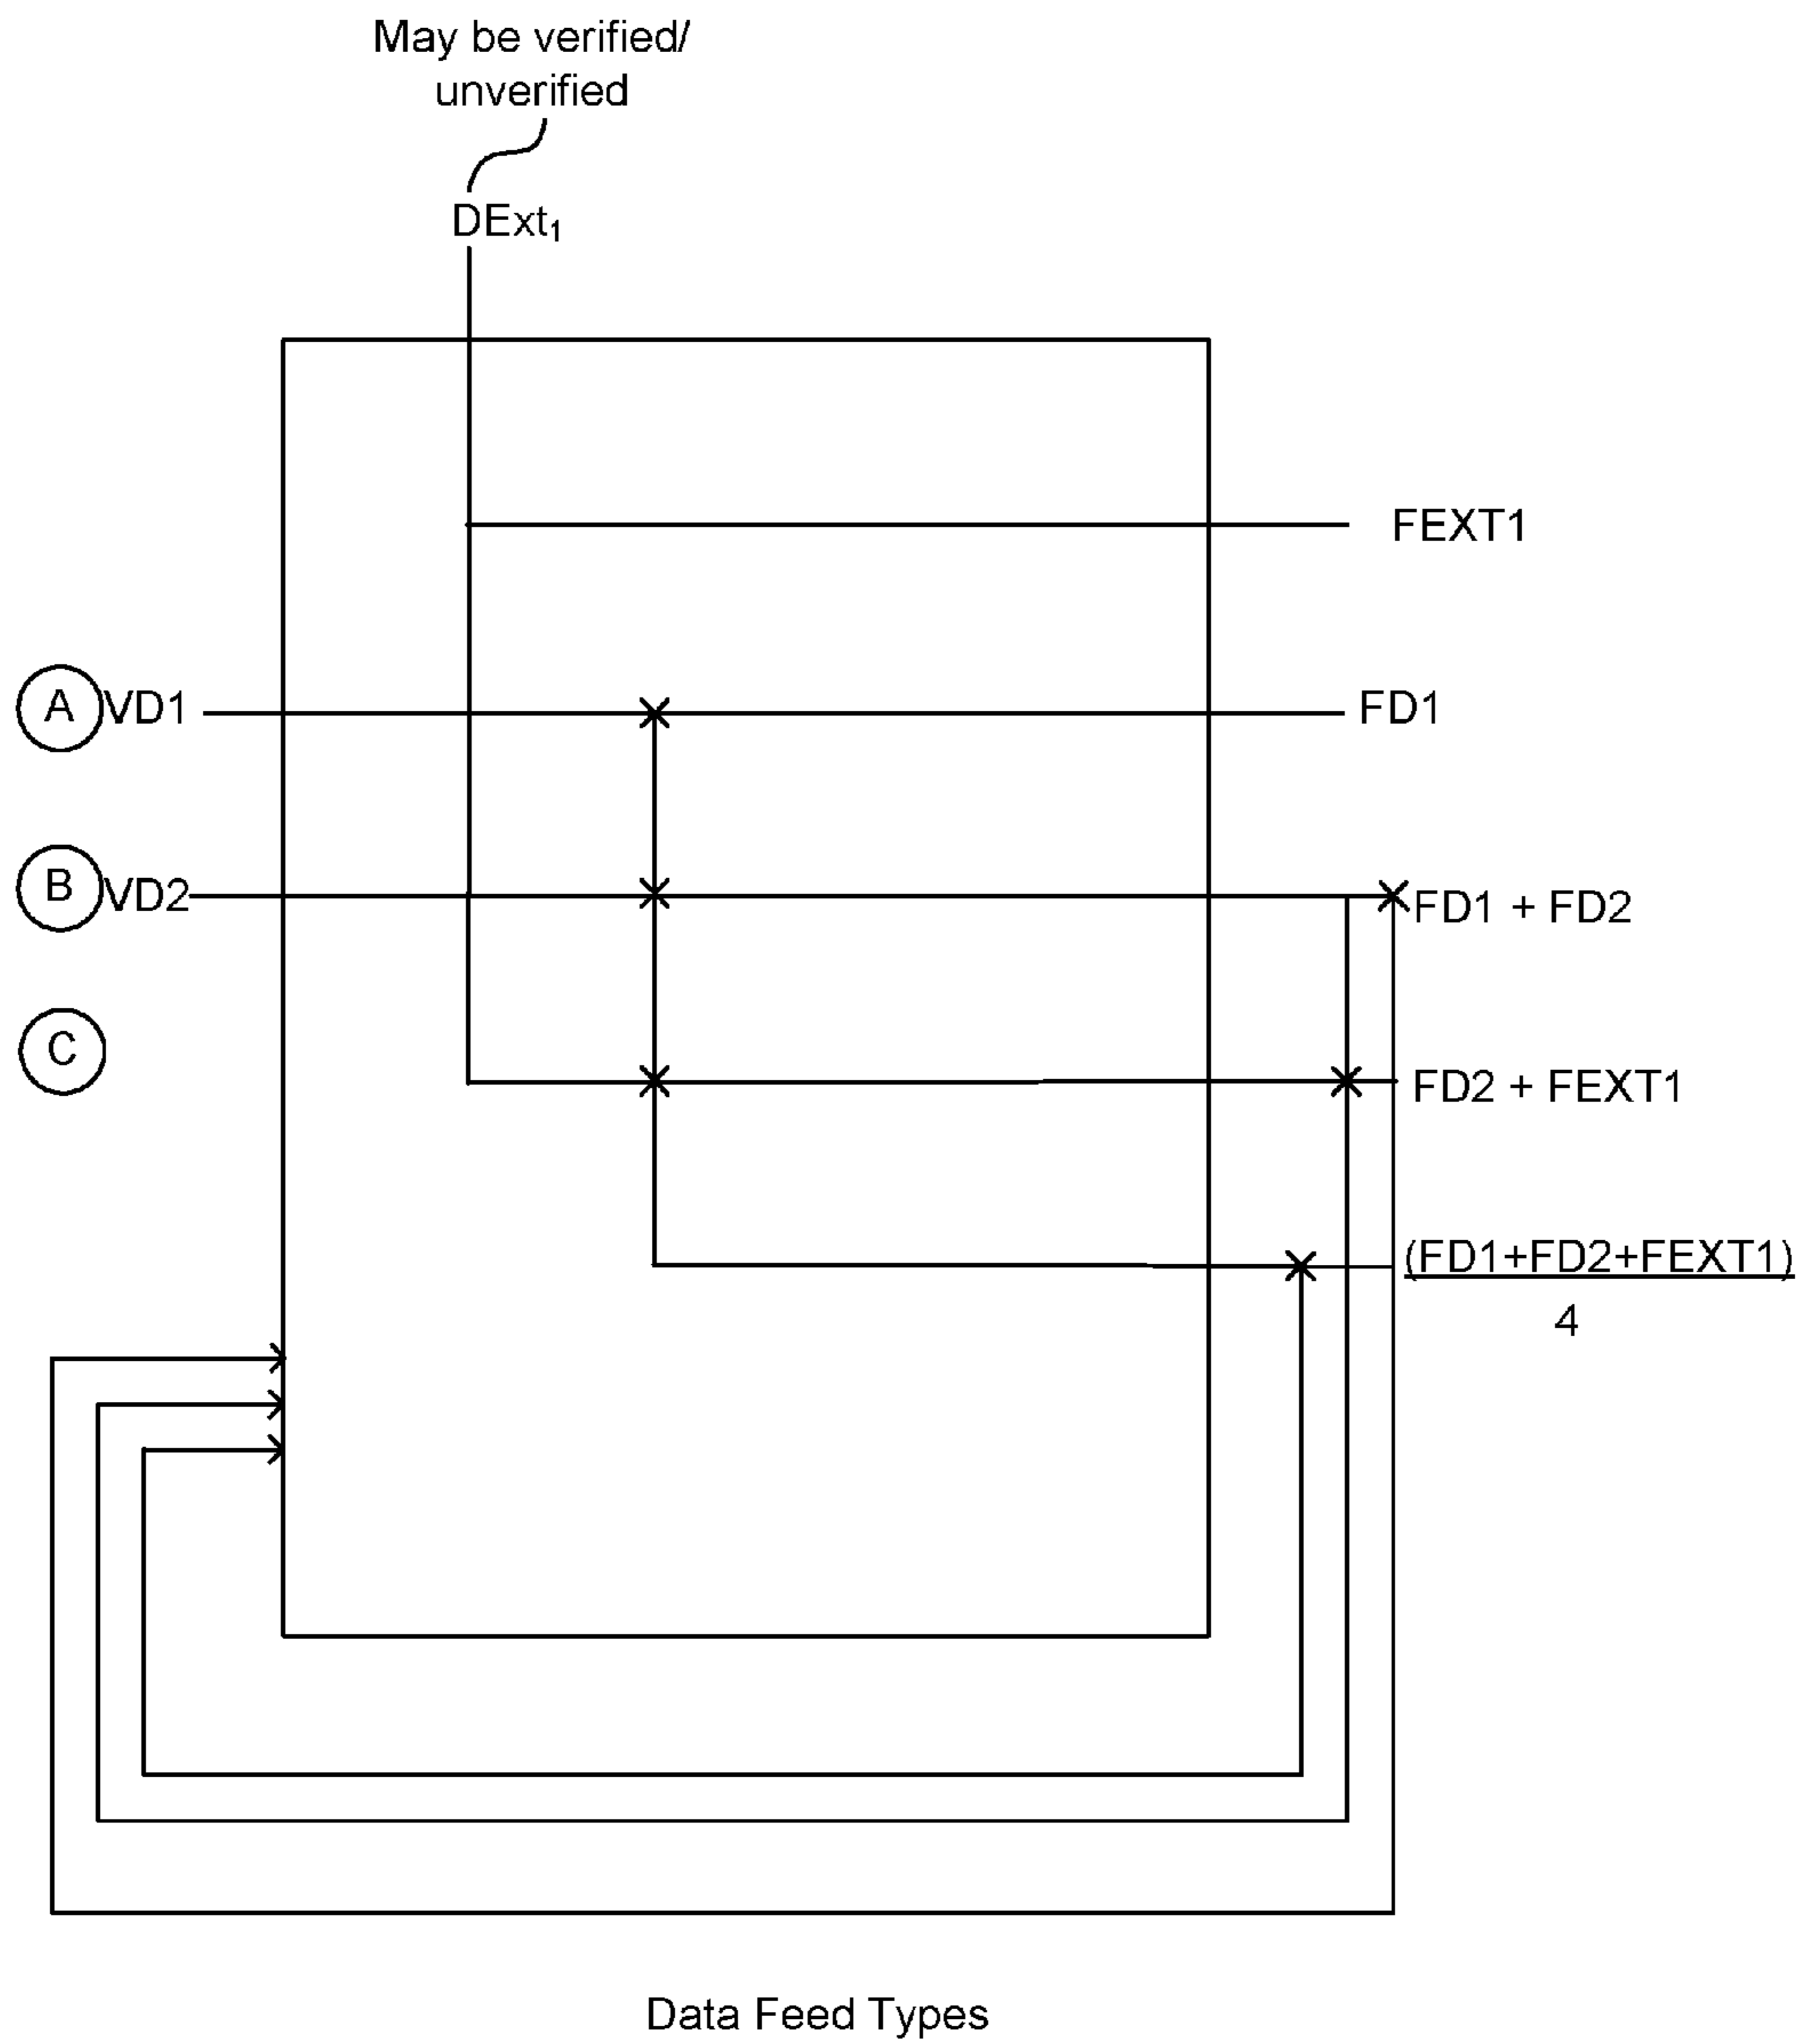 May be verified/
unverified
DExt₁
FEXT1
A VD1 FD1
B VD2 FD1 + FD2
C
FD2 + FEXT1
(FD1+FD2+FEXT1)
4
Data Feed Types